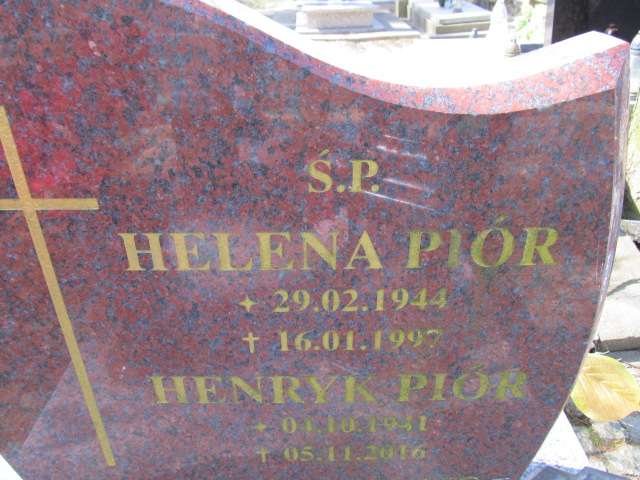 Ś.P.
HELENA PIÓR
29.02.1944
16.01.1997
HENRYK PIÓR
04.10.1941
05.11.2016